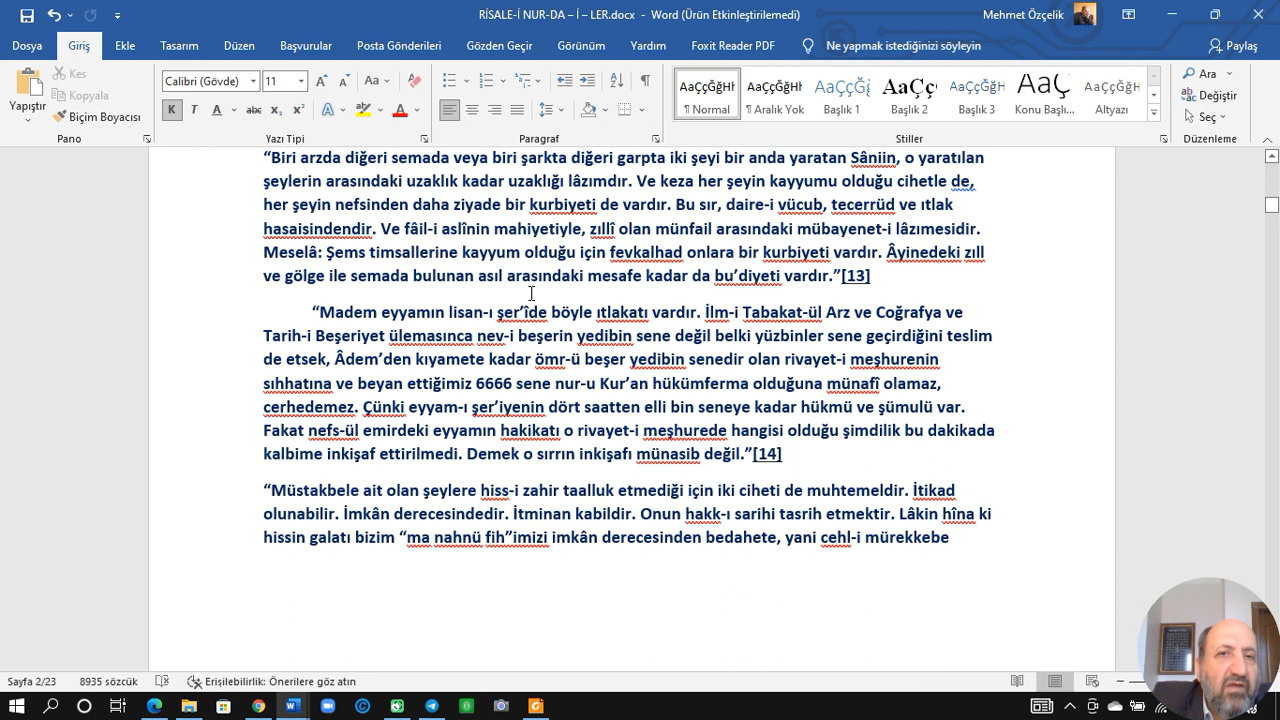 RİSALE-İ NUR-DA – İ – LER.docx - Word (Ürün Etkinleştirilemedi)
Mehmet Özçelik
Dosya Giriş Ekle Tasarım Düzen Başvurular Posta Gönderileri Gözden Geçir Görünüm Yardım Foxit Reader PDF Ne yapmak istediğinizi söyleyin Paylaş
Yapıştır
Kes
Kopyala
Biçim Boyacısı
Calibri (Gövde) 11
AaÇçĞğHł AaÇçĞğHł AaÇçĞğH AaÇç AaÇçĞğH AaÇ AaÇçĞğH
¶ Normal ¶ Aralık Yok Başlık 1 Başlık 2 Başlık 3 Konu Başlı... Altyazı
Ara
Değiştir
Seç
Pano Yazı Tipi Paragraf Stiller Düzenleme
“Biri arzda diğeri semada veya biri şarkta diğeri garpta iki şeyi bir anda yaratan Sâniin, o yaratılan
şeylerin arasındaki uzaklık kadar uzaklığı lâzımdır. Ve keza her şeyin kayyumu olduğu cihetle de,
her şeyin nefsinden daha ziyade bir kurbiyeti de vardır. Bu sır, daire-i vücub, tecerrüd ve ıtlak
hasaisindendir. Ve fâil-i aslînin mahiyetiyle, zıllî olan münfail arasındaki mübayenet-i lâzımesidir.
Meselâ: Şems timsallerine kayyum olduğu için fevkalhad onlara bir kurbiyeti vardır. Âyinedeki zıll
ve gölge ile semada bulunan asıl arasındaki mesafe kadar da bu’diyeti vardır.”[13]
“Madem eyyamın lisan-ı şer’îde böyle ıtlakatı vardır. İlm-i Tabakat-ül Arz ve Coğrafya ve
Tarih-i Beşeriyet ülemasınca nev-i beşerin yedibin sene değil belki yüzbinler sene geçirdiğini teslim
de etsek, Âdem’den kıyamete kadar ömr-ü beşer yedibin senedir olan rivayet-i meşhurenin
sıhhatına ve beyan ettiğimiz 6666 sene nur-u Kur’an hükümferma olduğuna münafî olamaz,
cerhedemez. Çünki eyyam-ı şer’iyenin dört saatten elli bin seneye kadar hükmü ve şümulü var.
Fakat nefs-ül emirdeki eyyamın hakikatı o rivayet-i meşhurede hangisi olduğu şimdilik bu dakikada
kalbime inkişaf ettirilmedi. Demek o sırrın inkişafı münasib değil.”[14]
“Müstakbele ait olan şeylere hiss-i zahir taalluk etmediği için iki ciheti de muhtemeldir. İtikad
olunabilir. İmkân derecesindedir. İtminan kabildir. Onun hakk-ı sarihi tasrih etmektir. Lâkin hîna ki
hissin galatı bizim “ma nahnü fih”imizi imkân derecesinden bedahete, yani cehl-i mürekkebe
Sayfa 2/23 8935 sözcük Erişilebilirlik: Önerilere göz atın